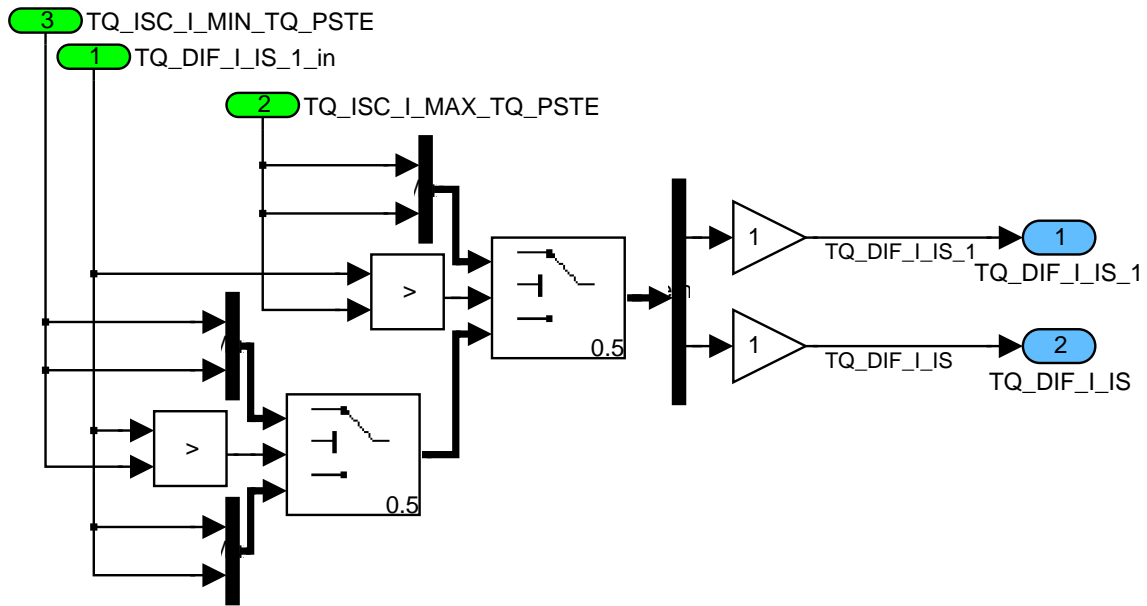 3 TQ_ISC_I_MIN_TQ_PSTE
1 TQ_DIF_I_IS_1_in
2 TQ_ISC_I_MAX_TQ_PSTE
1
TQ_DIF_I_IS_1
1
TQ_DIF_I_IS_1
>
0.5
1
TQ_DIF_I_IS
2
TQ_DIF_I_IS
>
0.5